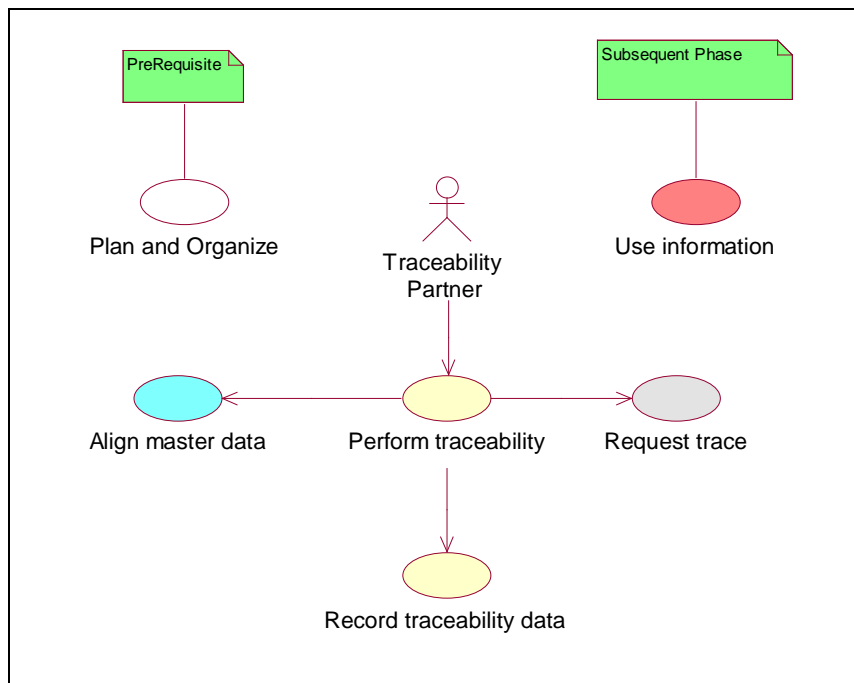 PreRequisite
Subsequent Phase
Plan and Organize
Traceability
Partner
Use information
Align master data
Perform traceability
Request trace
Record traceability data